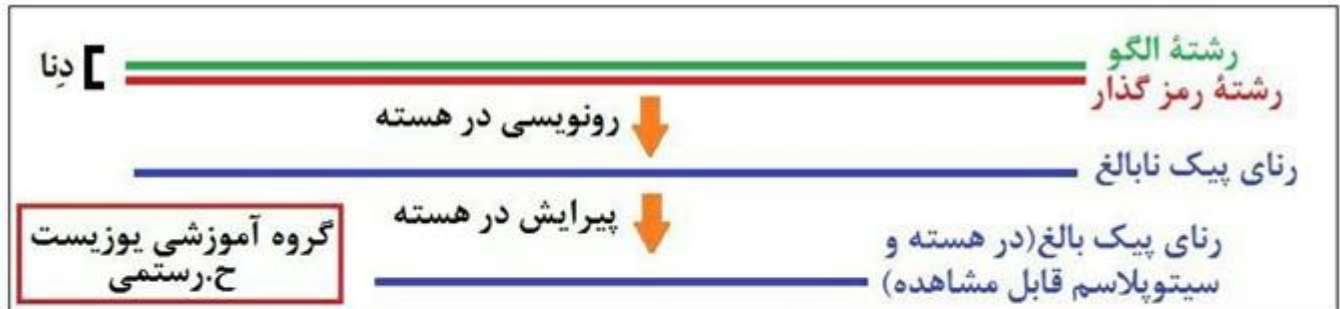 رشتهٔ الگو
دِنا
رشتهٔ رمز گذار
رونویسی در هسته
رنای پیک نابالغ
پیرایش در هسته
رنای پیک بالغ(در هسته و
سیتوپلاسم قابل مشاهده)
گروه آموزشی یوزیست
ح.رستمی